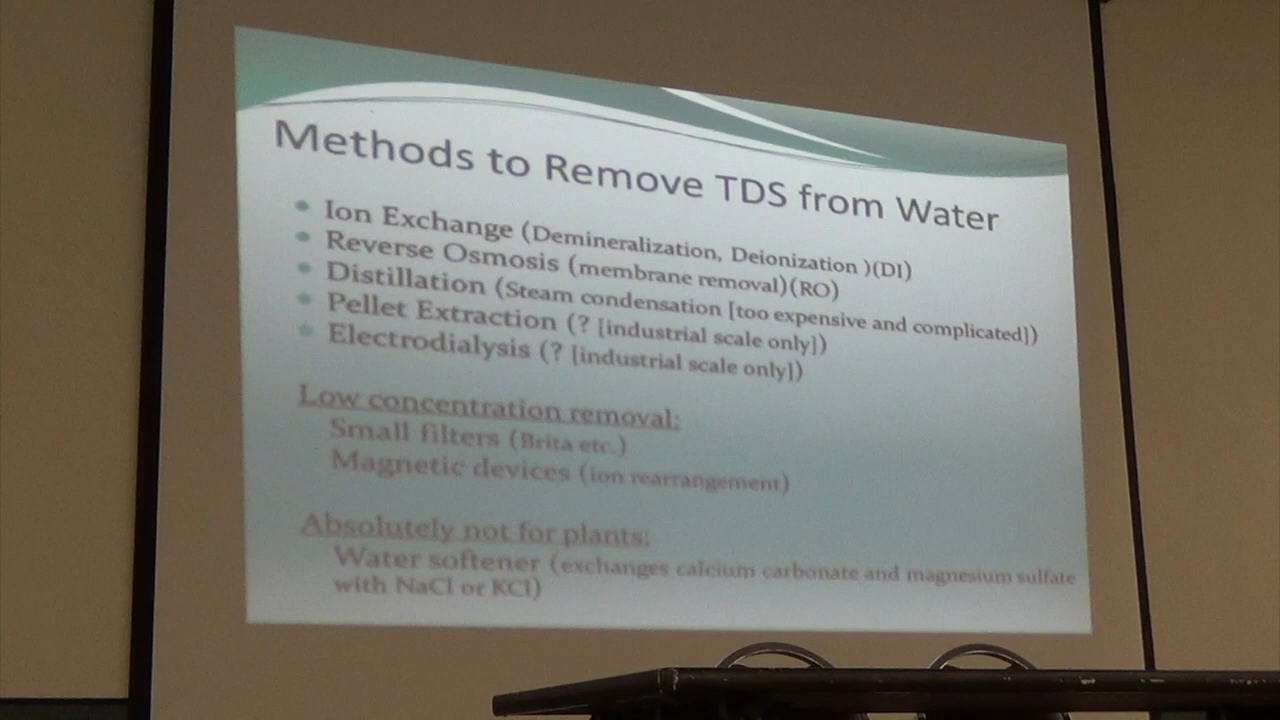 Methods to Remove TDS from Water
• Ion Exchange (Demineralization, Deionization )(DI)
• Reverse Osmosis (membrane removal)(RO)
• Distillation (Steam condensation [too expensive and complicated])
• Pellet Extraction (? [industrial scale only])
• Electrodialysis (? [industrial scale only])
Low concentration removal:
Small filters (Brita etc.)
Magnetic devices (ion rearrangement)
Absolutely not for plants:
Water softener (exchanges calcium carbonate and magnesium sulfate
with NaCl or KCl)